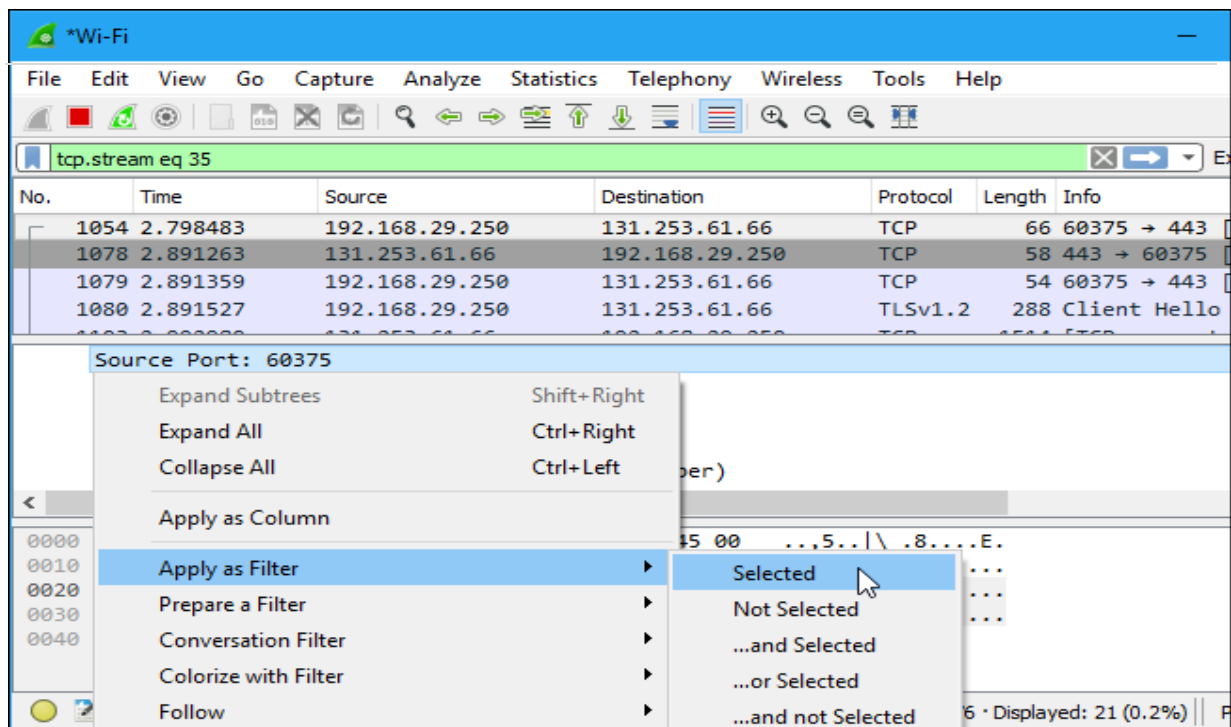 *Wi-Fi
File Edit View Go Capture Analyze Statistics Telephony Wireless Tools Help
tcp.stream eq 35
No. Time Source Destination Protocol Length Info
1054 2.798483 192.168.29.250 131.253.61.66 TCP 66 60375 → 443 [
1078 2.891263 131.253.61.66 192.168.29.250 TCP 58 443 → 60375 [
1079 2.891359 192.168.29.250 131.253.61.66 TCP 54 60375 → 443 [
1080 2.891527 192.168.29.250 131.253.61.66 TLSv1.2 288 Client Hello
Source Port: 60375
Expand Subtrees Shift+Right
Expand All Ctrl+Right
Collapse All Ctrl+Left
ber)
Apply as Column
0000 45 00 ..,5..|\ .8....E.
0010 Apply as Filter Selected ...
0020 ...
Prepare a Filter Not Selected
0030 ...
0040 Conversation Filter ...and Selected
Colorize with Filter ...or Selected
Follow ...and not Selected 6 · Displayed: 21 (0.2%)